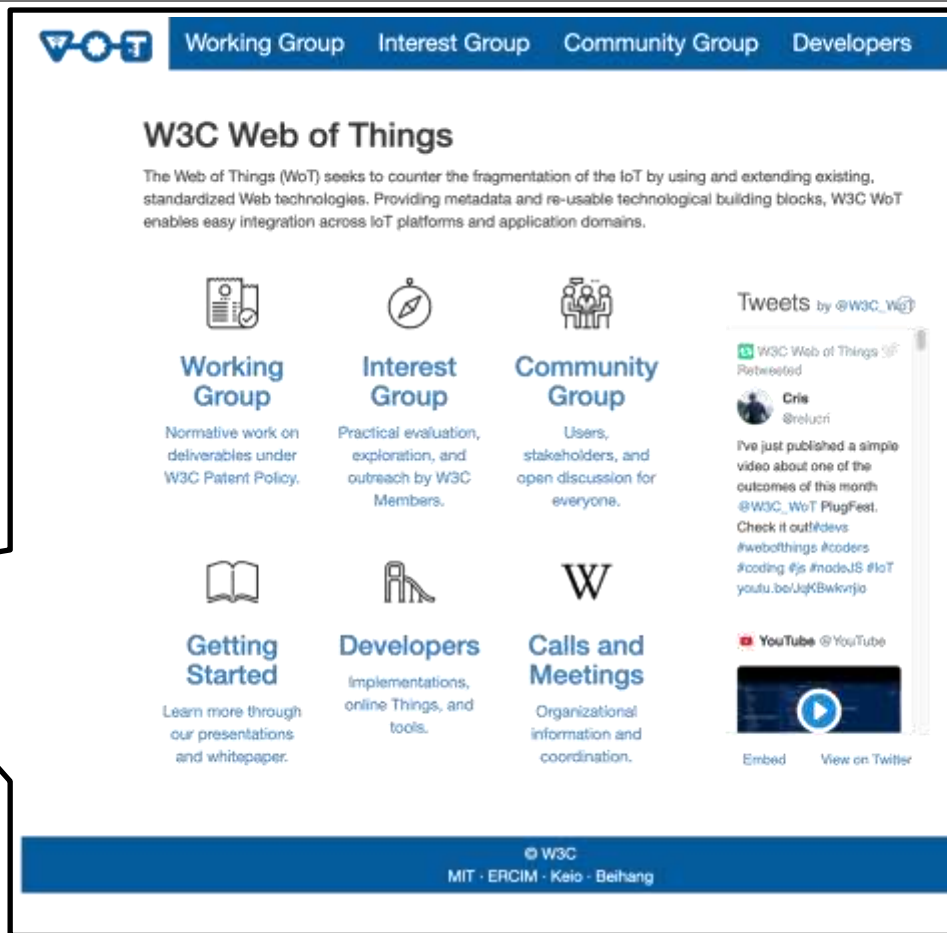 WOT Working Group Interest Group Community Group Developers
W3C Web of Things
The Web of Things (WoT) seeks to counter the fragmentation of the IoT by using and extending existing,
standardized Web technologies. Providing metadata and re-usable technological building blocks, W3C WoT
enables easy integration across IoT platforms and application domains.
Working
Group
Normative work on
deliverables under
W3C Patent Policy.
Interest
Group
Practical evaluation,
exploration, and
outreach by W3C
Members.
Community
Group
Users,
stakeholders, and
open discussion for
everyone.
Getting
Started
Learn more through
our presentations
and whitepaper.
Developers
Implementations,
online Things, and
tools.
W
Calls and
Meetings
Organizational
information and
coordination.
Tweets by @W3C_WoT
W3C Web of Things
Retweeted
Cris
@relucri
I've just published a simple
video about one of the
outcomes of this month
@W3C_WoT PlugFest.
Check it out!#devs
#webofthings #coders
#coding #js #nodeJS #IoT
youtu.be/JqKBwkvrjio
YouTube @YouTube
Embed View on Twitter
© W3C
MIT · ERCIM · Keio · Beihang